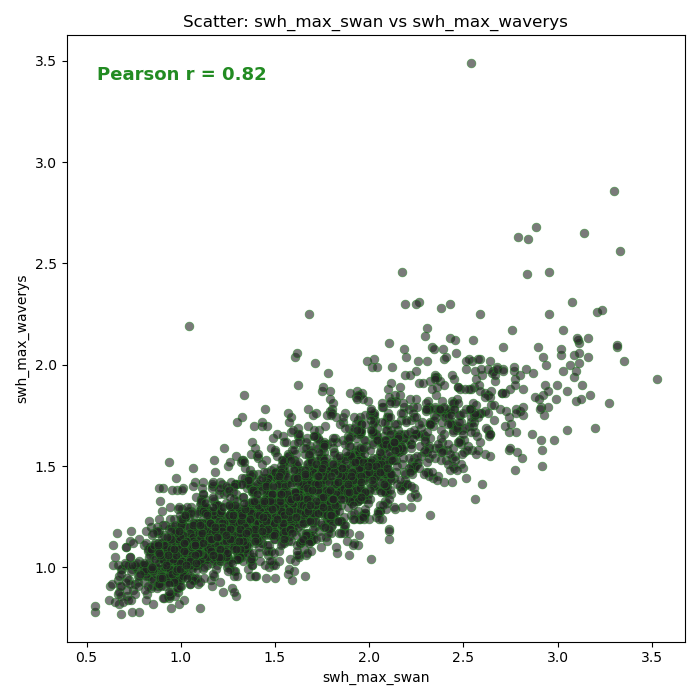 Scatter: swh_max_swan vs swh_max_waverys
Pearson r = 0.82
3.5
3.0
2.5
2.0
1.5
1.0
swh_max_waverys
0.5 1.0 1.5 2.0 2.5 3.0 3.5
swh_max_swan